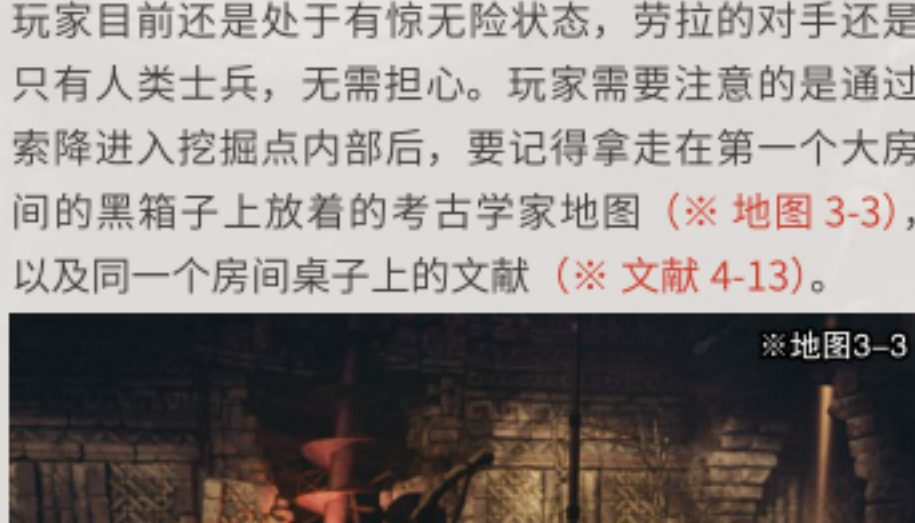 玩家目前还是处于有惊无险状态，劳拉的对手还是
只有人类士兵，无需担心。玩家需要注意的是通过
索降进入挖掘点内部后，要记得拿走在第一个大房
间的黑箱子上放着的考古学家地图（※ 地图 3-3），
以及同一个房间桌子上的文献（※ 文献 4-13）。
※地图3-3